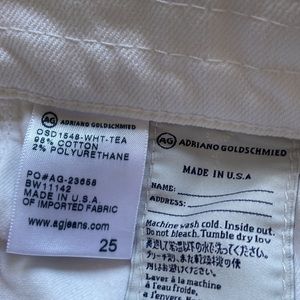 AG ADRIANO GOLDSCHMIED
OSD1548-WHT-TEA
98% COTTON
2% POLYURETHANE
PO#AG-23658
BW11142
MADE IN U.S.A.
OF IMPORTED FABRIC
www.agjeans.com
25
AG ADRIANO GOLDSCHMIED
MADE IN U.S.A
NAME:
ADDRESS:
Machine wash cold. Inside out.
Do not bleach. Tumble dry low
Laver à la machine
à l'eau froide,
à l'envers.